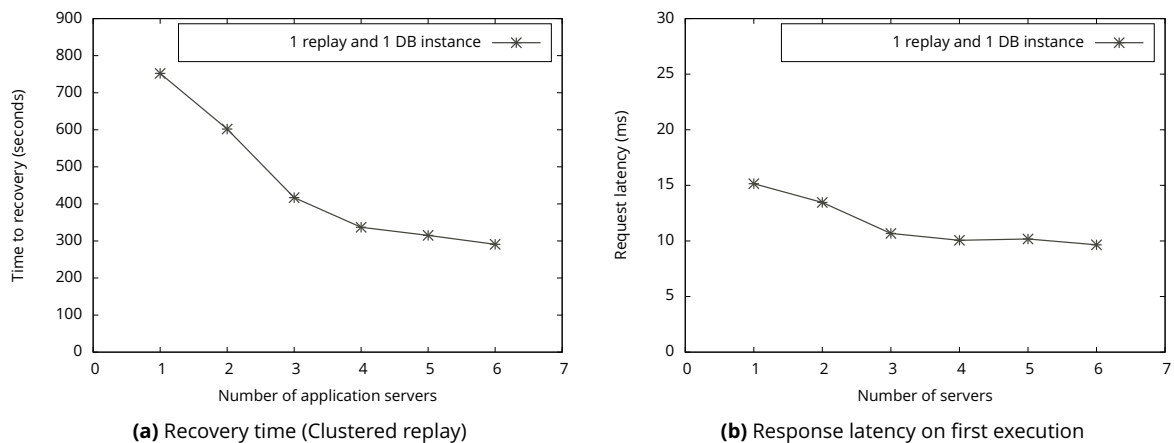 900
800
700
600
500
400
300
200
100
0
Time to recovery (seconds)
1 replay and 1 DB instance
0 1 2 3 4 5 6 7
Number of application servers
(a) Recovery time (Clustered replay)
30
25
20
15
10
5
0
Request latency (ms)
1 replay and 1 DB instance
0 1 2 3 4 5 6 7
Number of servers
(b) Response latency on first execution